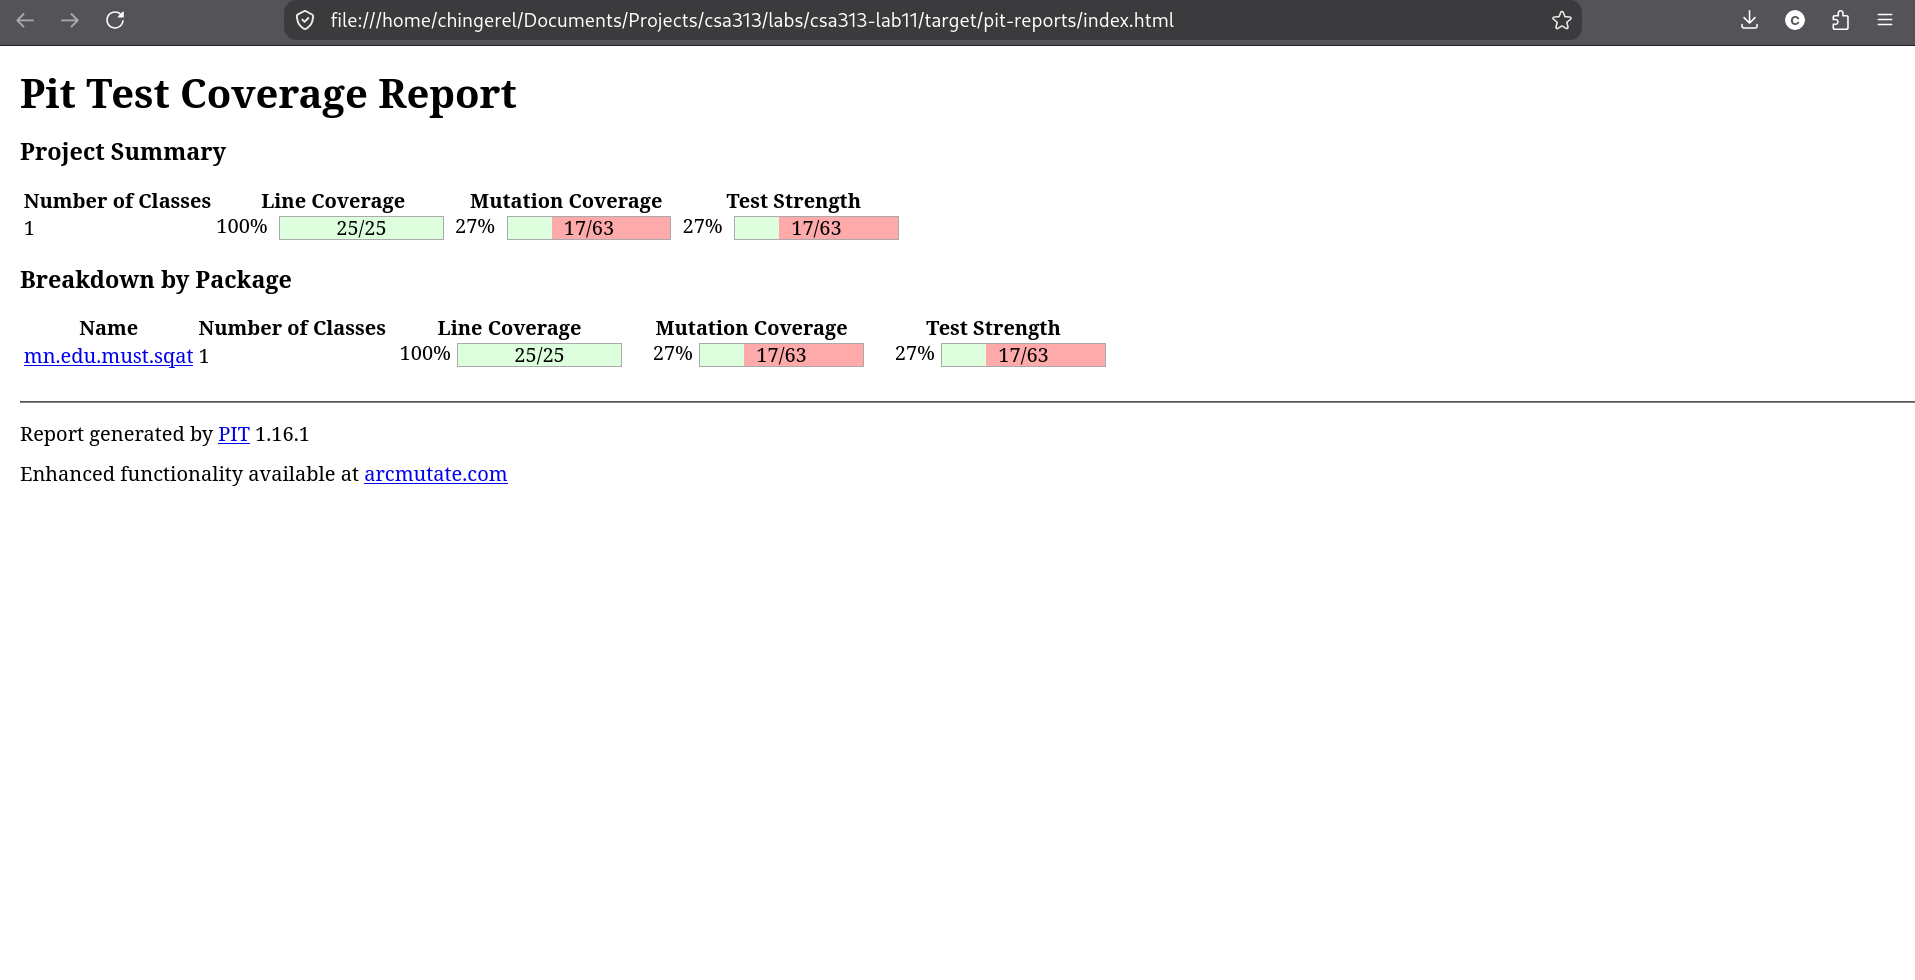 file:///home/chingerel/Documents/Projects/csa313/labs/csa313-lab11/target/pit-reports/index.html
C
Pit Test Coverage Report
Project Summary
Number of Classes Line Coverage Mutation Coverage Test Strength
1 100% 25/25 27% 17/63 27% 17/63
Breakdown by Package
Name Number of Classes Line Coverage Mutation Coverage Test Strength
mn.edu.must.sqat 1 100% 25/25 27% 17/63 27% 17/63
Report generated by PIT 1.16.1
Enhanced functionality available at arcmutate.com